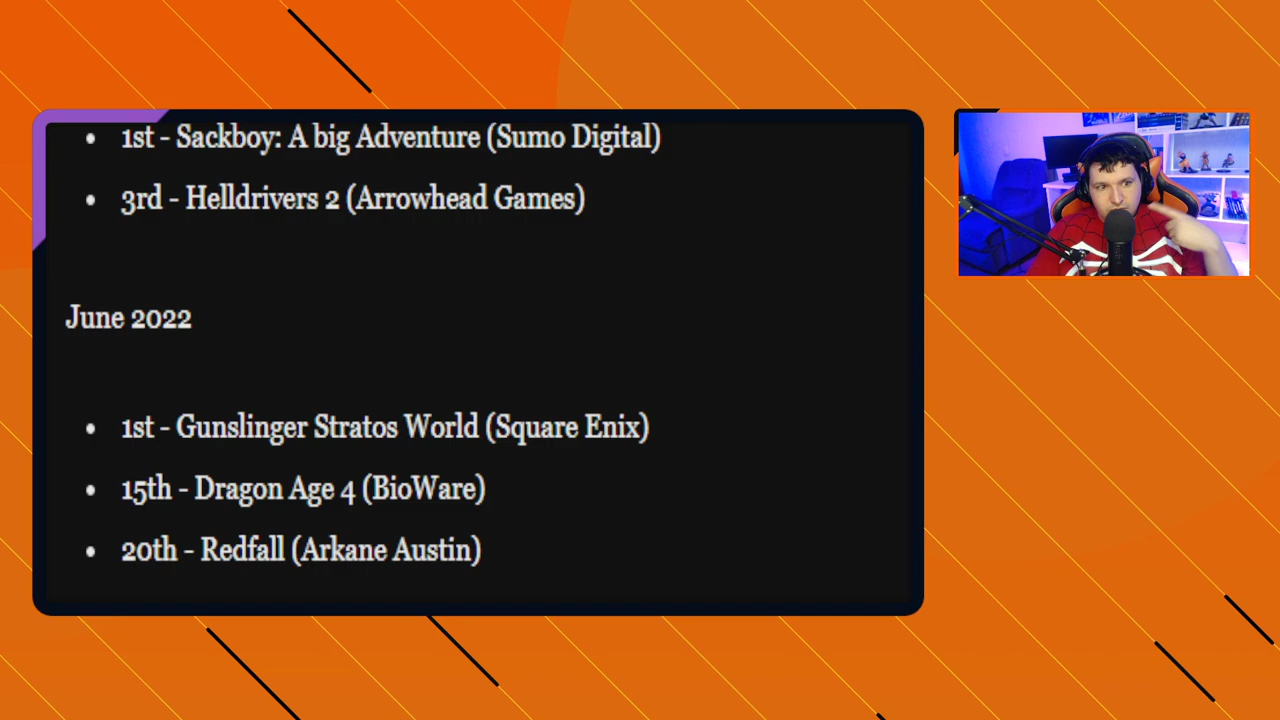 1st - Sackboy: A big Adventure (Sumo Digital)
3rd - Helldrivers 2 (Arrowhead Games)
June 2022
1st - Gunslinger Stratos World (Square Enix)
15th - Dragon Age 4 (BioWare)
20th - Redfall (Arkane Austin)